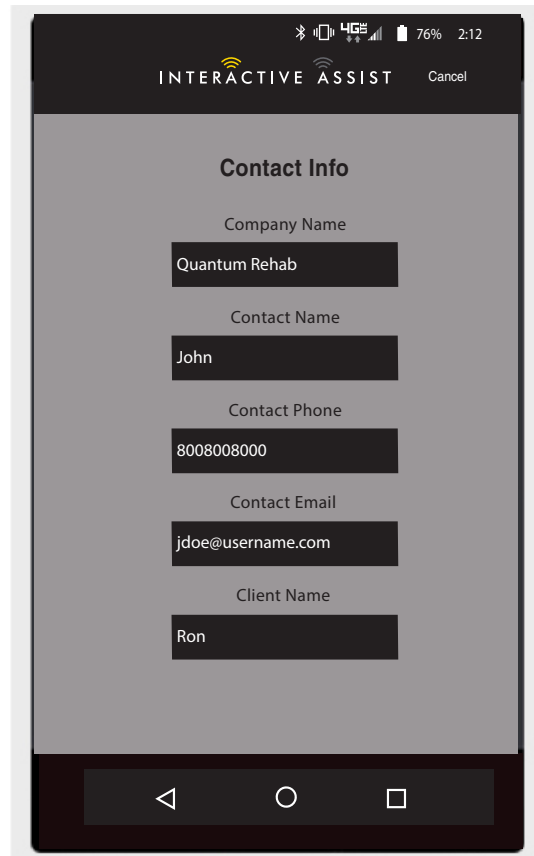 4GE 76% 2:12
INTERACTIVE ASSIST Cancel
Contact Info
Company Name
Quantum Rehab
Contact Name
John
Contact Phone
8008008000
Contact Email
jdoe@username.com
Client Name
Ron